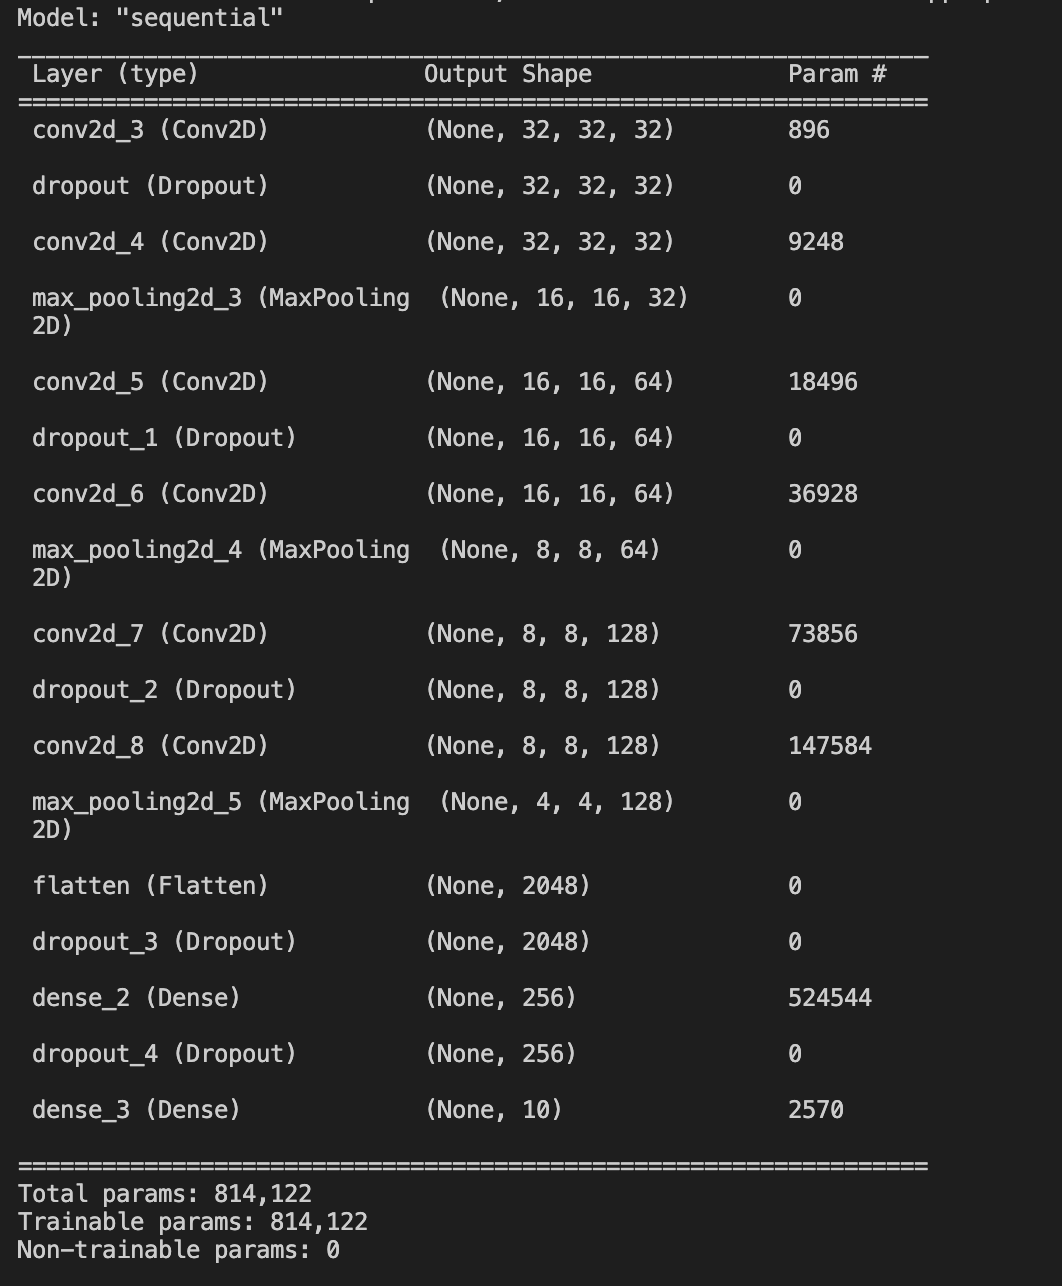 Model: "sequential"
Layer (type) Output Shape Param #
conv2d_3 (Conv2D) (None, 32, 32, 32) 896
dropout (Dropout) (None, 32, 32, 32) 0
conv2d_4 (Conv2D) (None, 32, 32, 32) 9248
max_pooling2d_3 (MaxPooling (None, 16, 16, 32) 0
2D)
conv2d_5 (Conv2D) (None, 16, 16, 64) 18496
dropout_1 (Dropout) (None, 16, 16, 64) 0
conv2d_6 (Conv2D) (None, 16, 16, 64) 36928
max_pooling2d_4 (MaxPooling (None, 8, 8, 64) 0
2D)
conv2d_7 (Conv2D) (None, 8, 8, 128) 73856
dropout_2 (Dropout) (None, 8, 8, 128) 0
conv2d_8 (Conv2D) (None, 8, 8, 128) 147584
max_pooling2d_5 (MaxPooling (None, 4, 4, 128) 0
2D)
flatten (Flatten) (None, 2048) 0
dropout_3 (Dropout) (None, 2048) 0
dense_2 (Dense) (None, 256) 524544
dropout_4 (Dropout) (None, 256) 0
dense_3 (Dense) (None, 10) 2570
Total params: 814,122
Trainable params: 814,122
Non-trainable params: 0